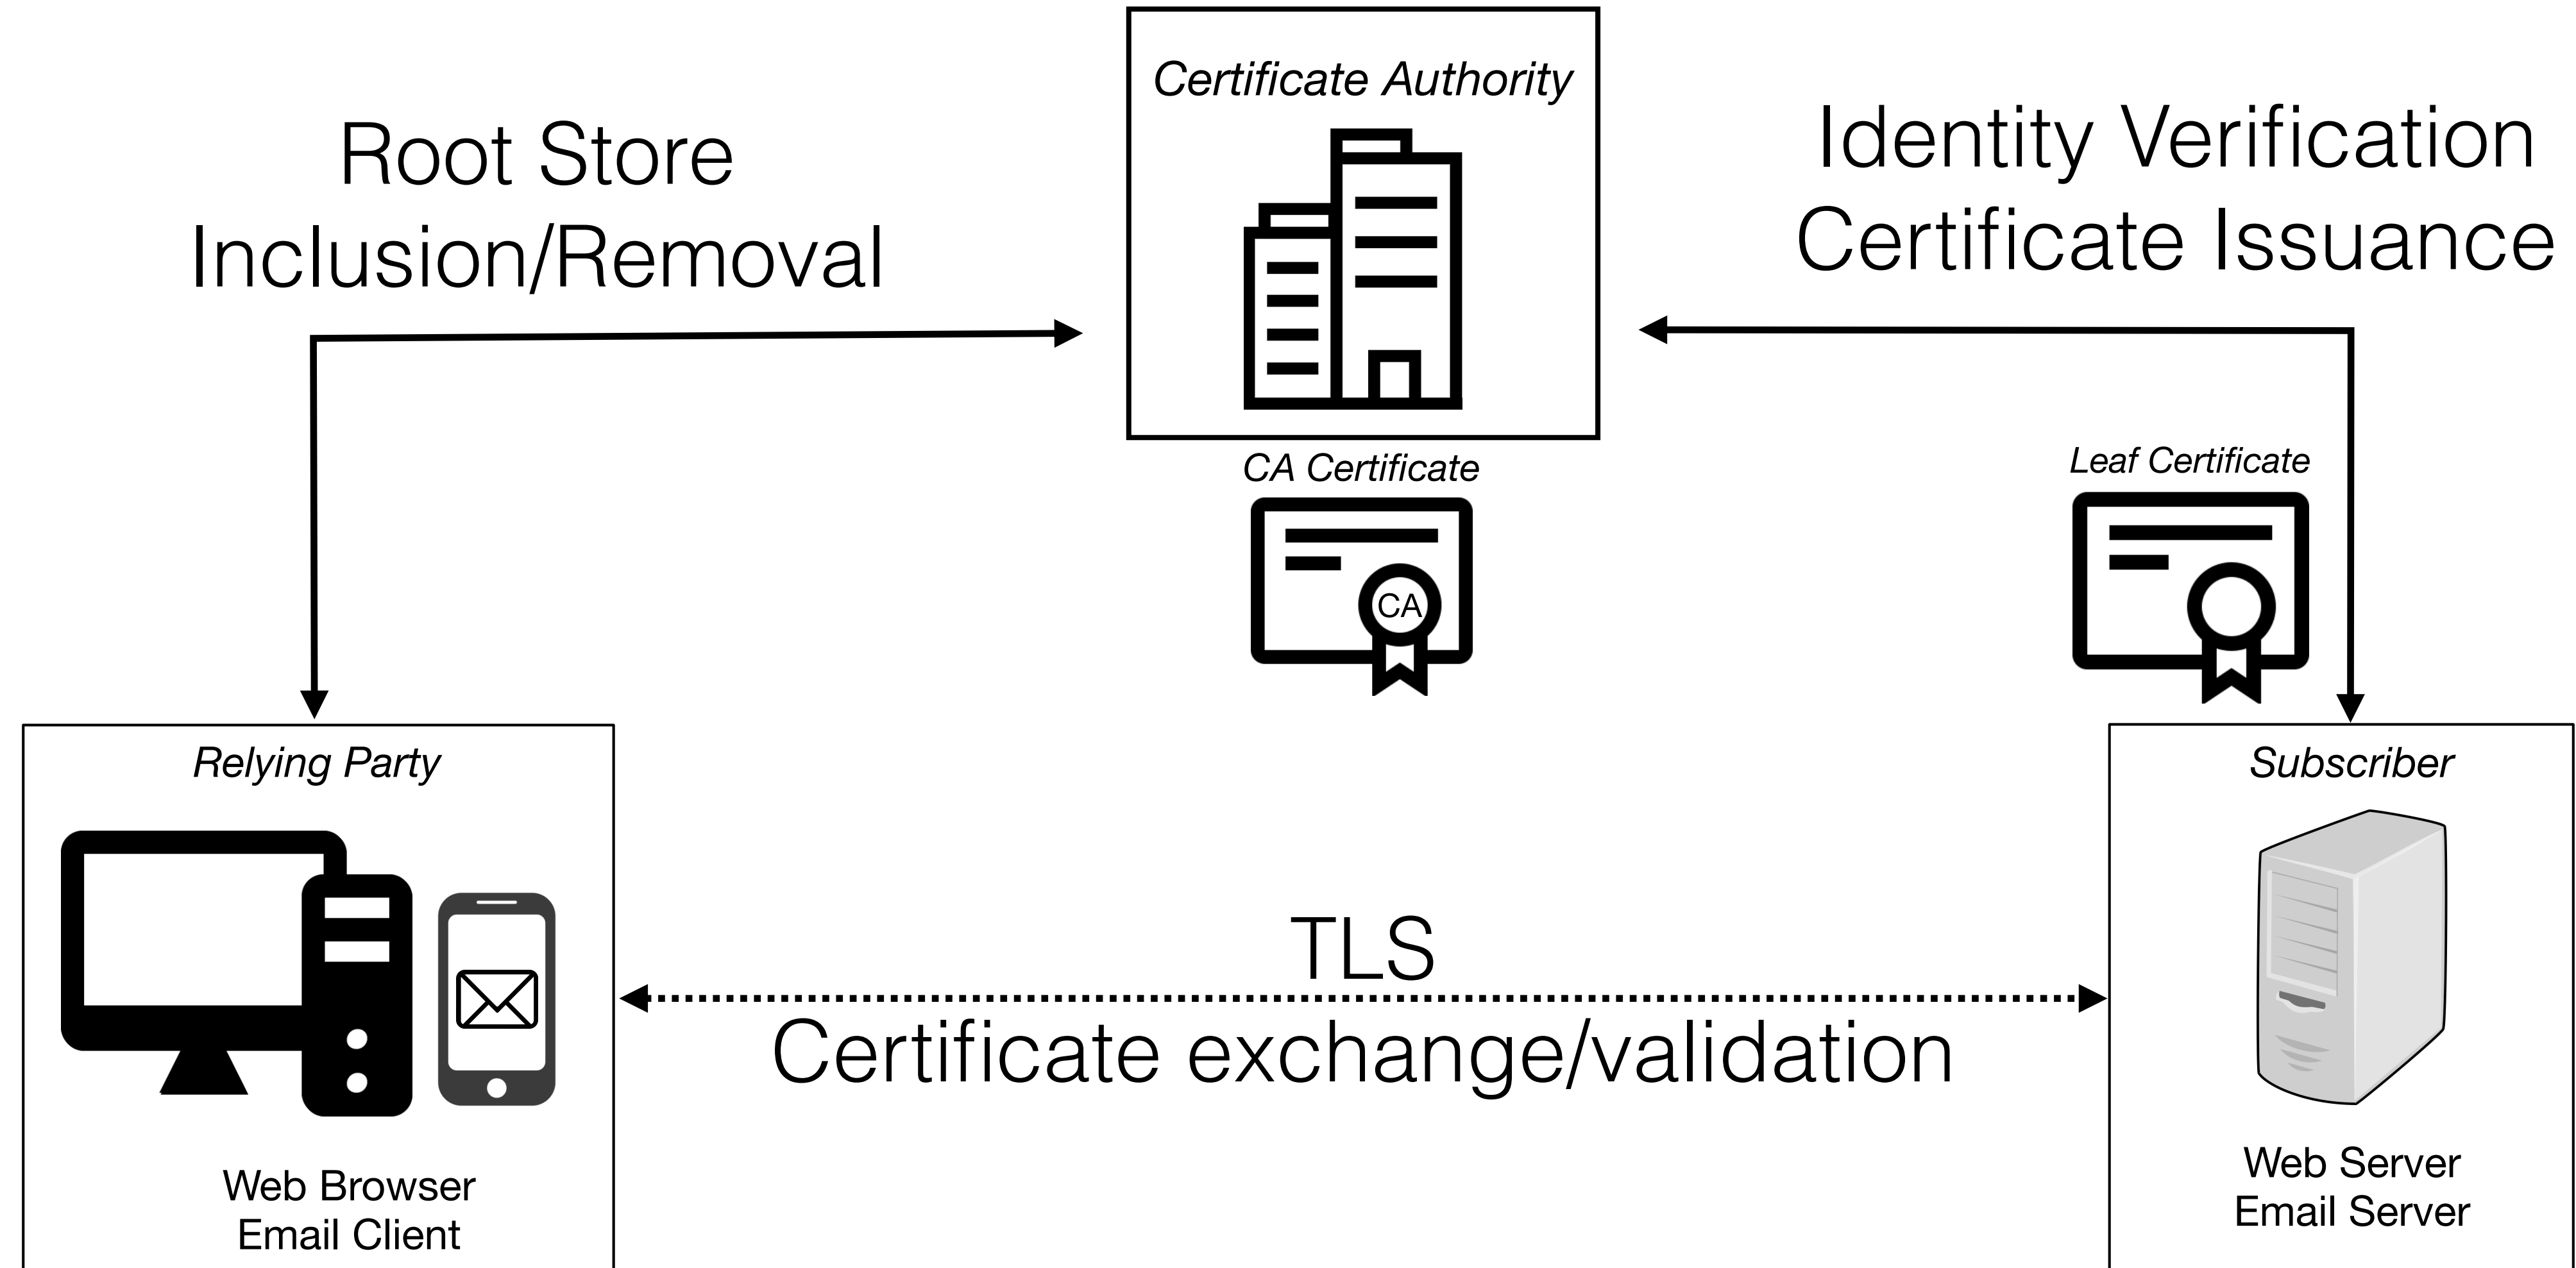 Certificate Authority
Root Store
Inclusion/Removal
Identity Verification
Certificate Issuance
CA Certificate
CA
Leaf Certificate
Relying Party
Subscriber
TLS
Certificate exchange/validation
Web Browser
Email Client
Web Server
Email Server